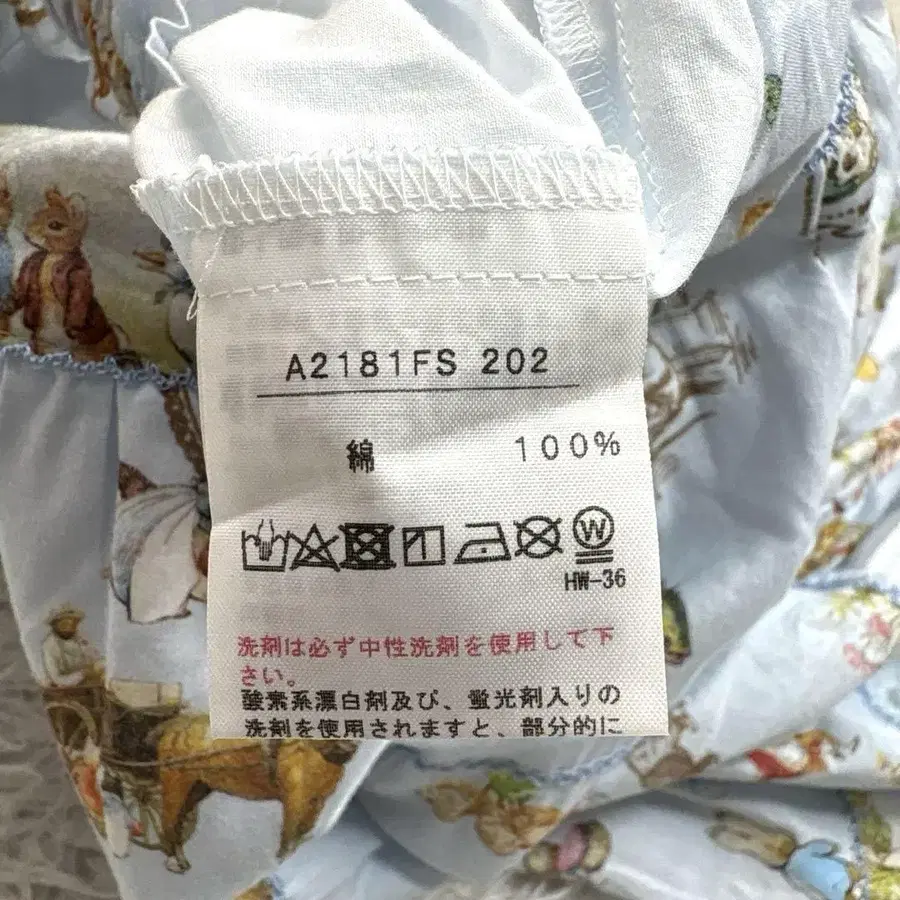 A2181FS 202
綿 100%
W
HW-36
洗剤は必ず中性洗剤を使用して下
さい。
酸素系漂白剤及び、蛍光剤入りの
洗剤を使用されますと、部分的に